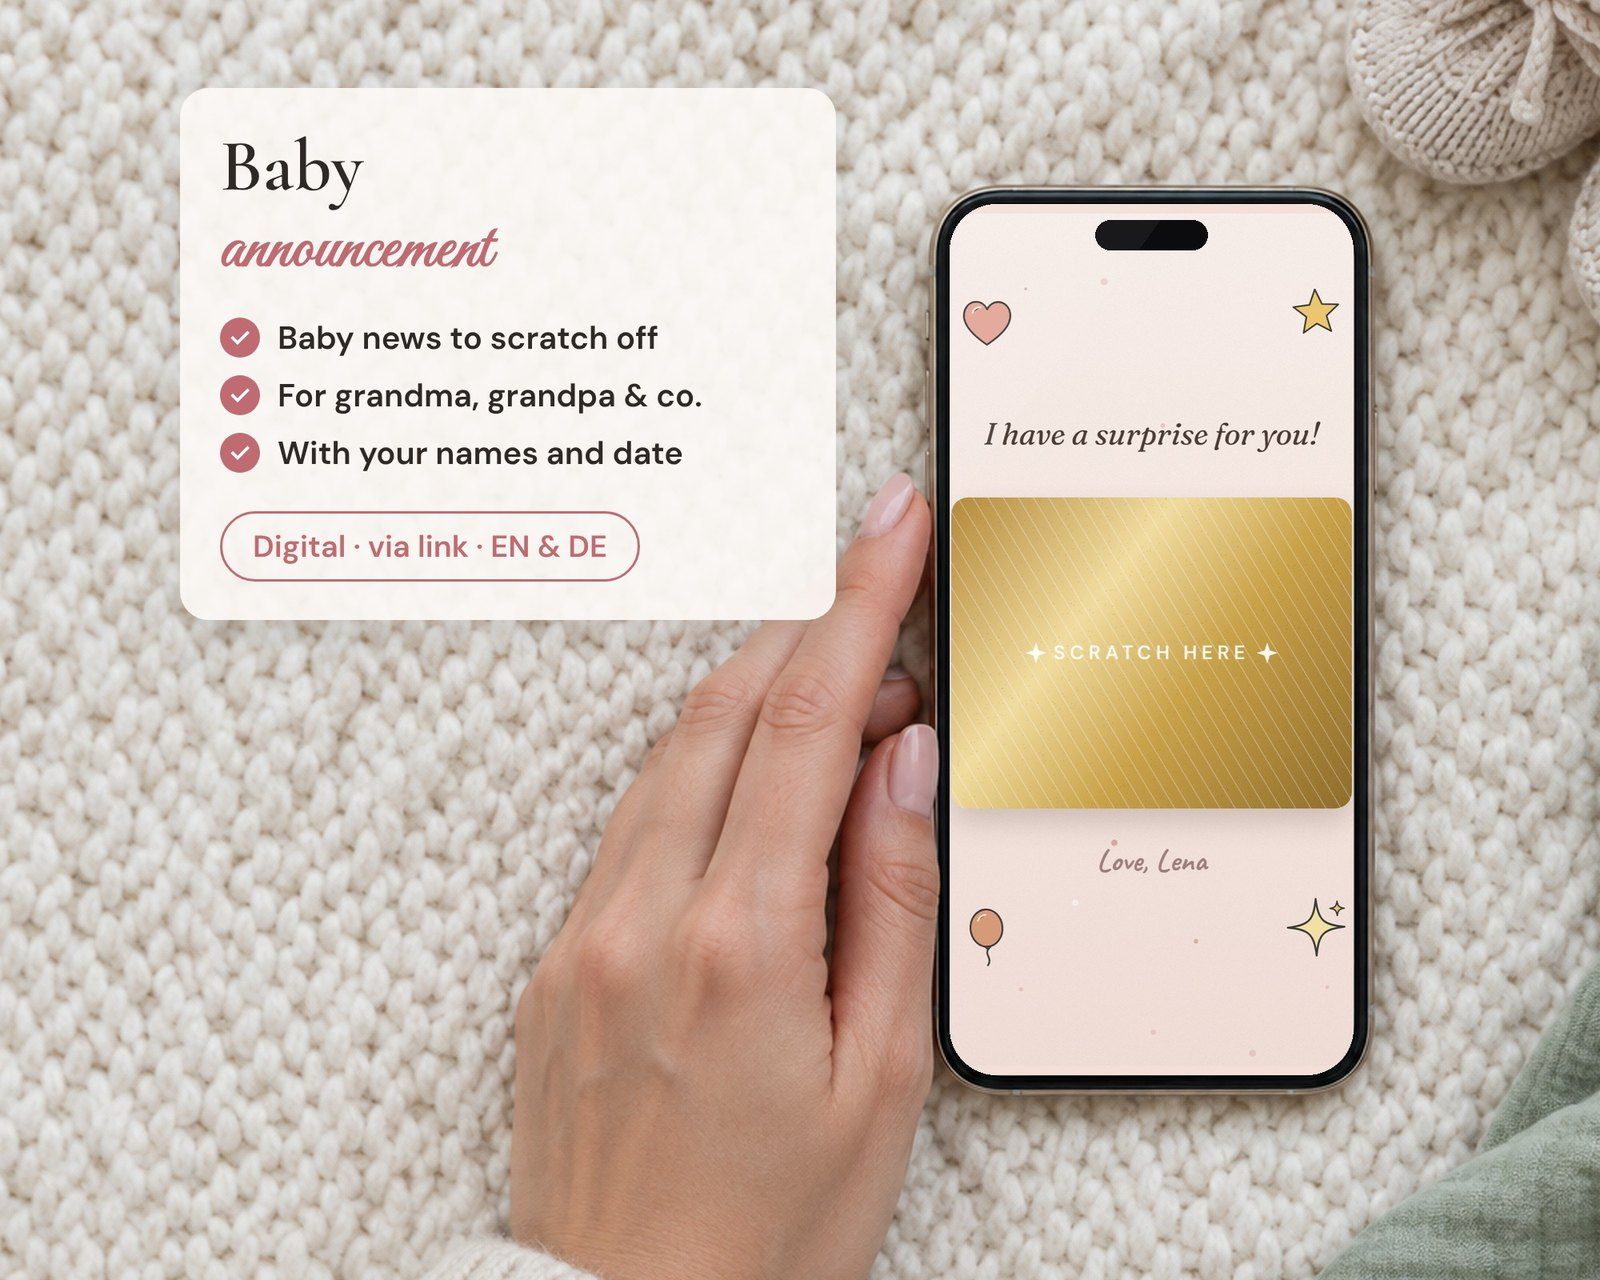 Baby
announcement
Baby news to scratch off
For grandma, grandpa & co.
With your names and date
Digital · via link · EN & DE
I have a surprise for you!
SCRATCH HERE
Love, Lena